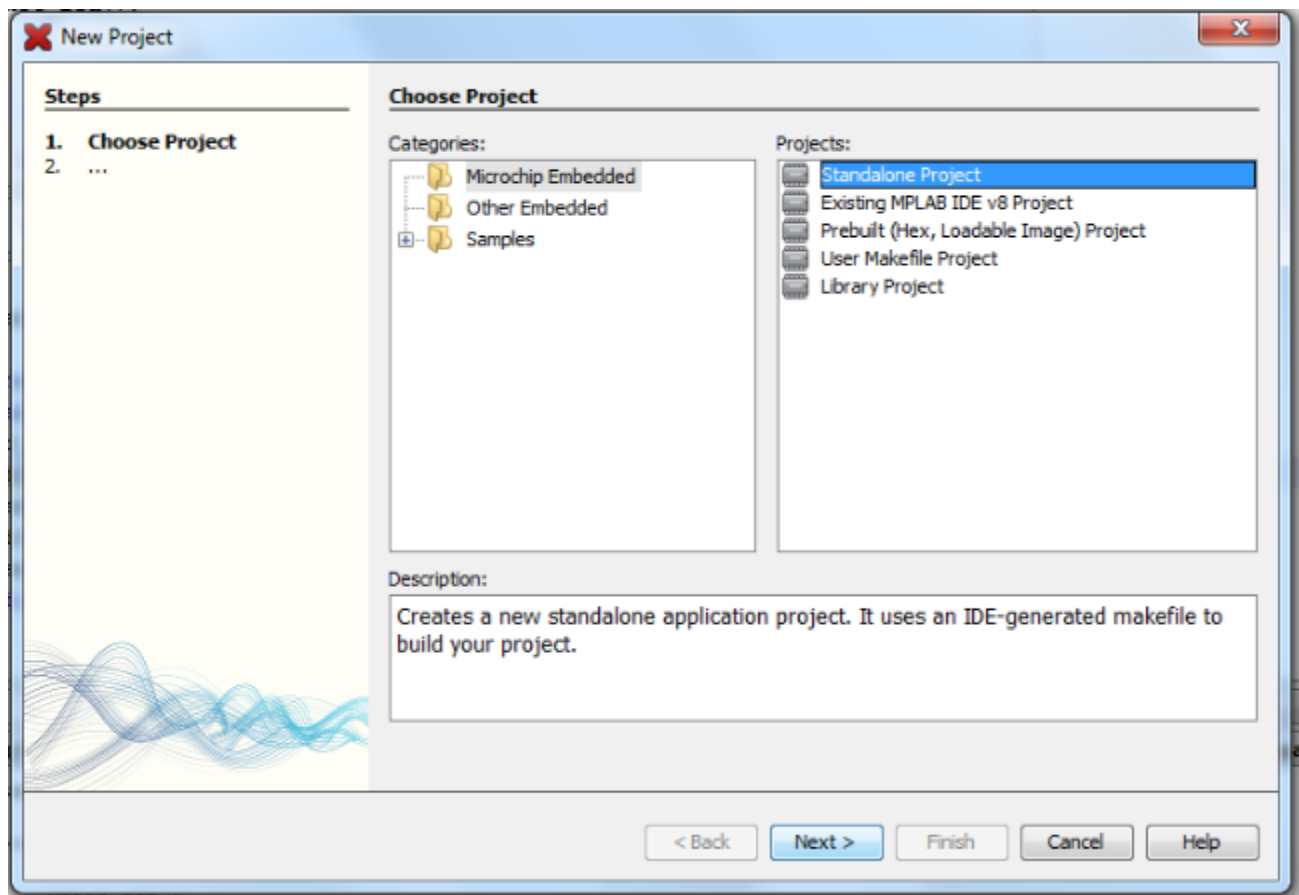 New Project
Steps
1. Choose Project
2. ...
Choose Project
Categories:
Microchip Embedded
Other Embedded
Samples
Projects:
Standalone Project
Existing MPLAB IDE v8 Project
Prebuilt (Hex, Loadable Image) Project
User Makefile Project
Library Project
Description:
Creates a new standalone application project. It uses an IDE-generated makefile to
build your project.
< Back
Next >
Finish
Cancel
Help